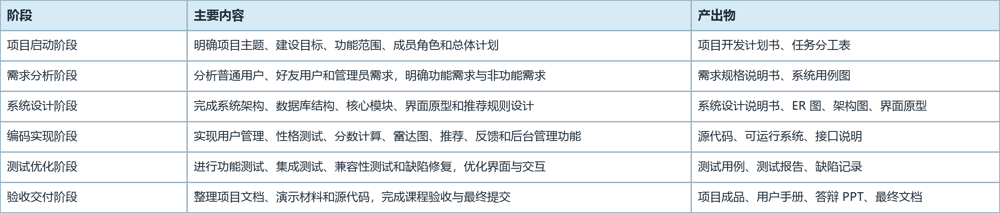 阶段 主要内容 产出物
项目启动阶段 明确项目主题、建设目标、功能范围、成员角色和总体计划 项目开发计划书、任务分工表
需求分析阶段 分析普通用户、好友用户和管理员需求，明确功能需求与非功能需求 需求规格说明书、系统用例图
系统设计阶段 完成系统架构、数据库结构、核心模块、界面原型和推荐规则设计 系统设计说明书、ER 图、架构图、界面原型
编码实现阶段 实现用户管理、性格测试、分数计算、雷达图、推荐、反馈和后台管理功能 源代码、可运行系统、接口说明
测试优化阶段 进行功能测试、集成测试、兼容性测试和缺陷修复，优化界面与交互 测试用例、测试报告、缺陷记录
验收交付阶段 整理项目文档、演示材料和源代码，完成课程验收与最终提交 项目成品、用户手册、答辩 PPT、最终文档